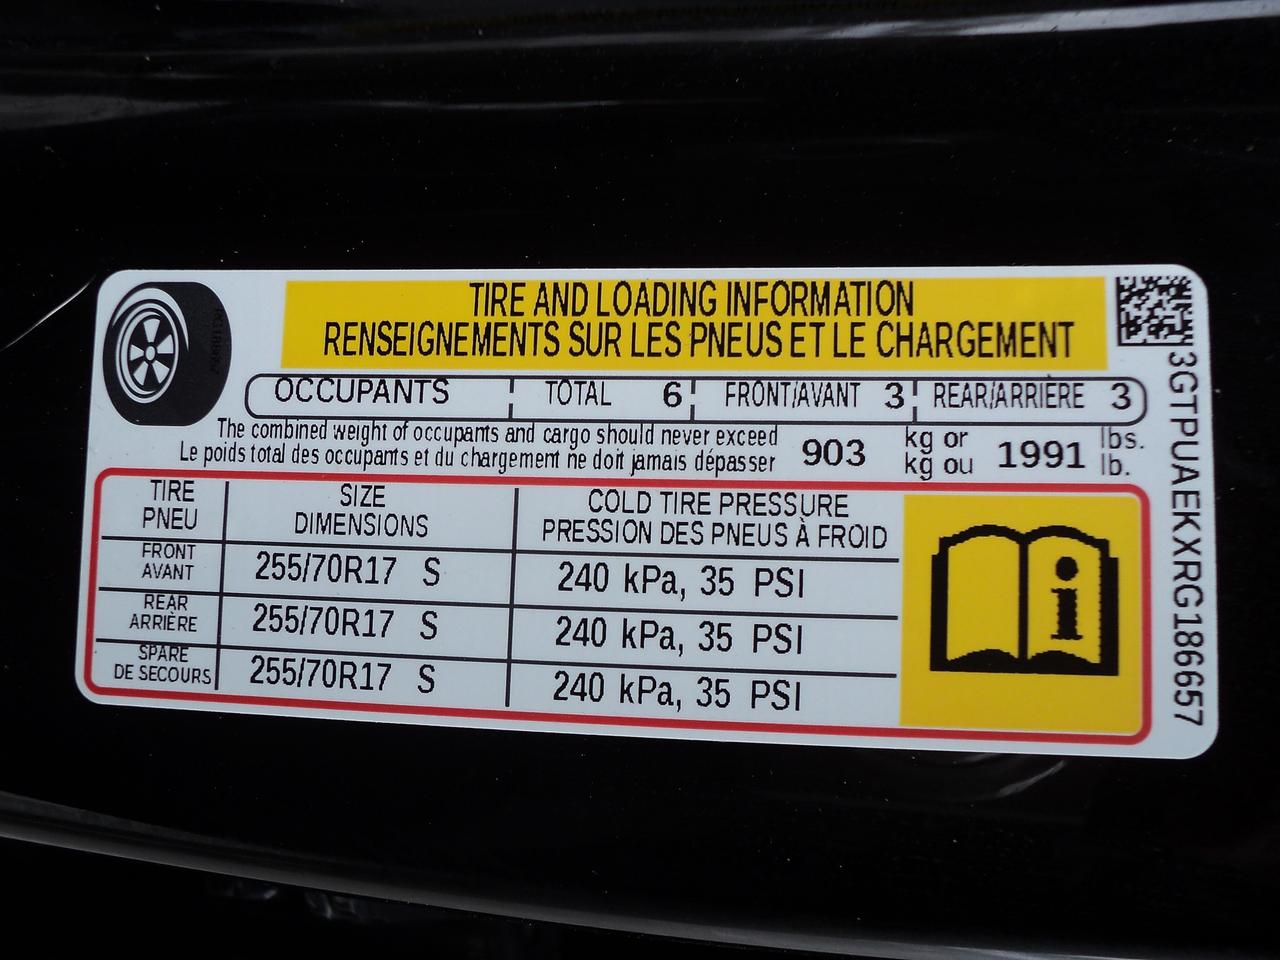 TIRE AND LOADING INFORMATION
RENSEIGNEMENTS SUR LES PNEUS ET LE CHARGEMENT
OCCUPANTS TOTAL 6 FRONT/AVANT 3 REAR/ARRIÈRE 3
The combined weight of occupants and cargo should never exceed 903 kg or 1991 lbs.
Le poids total des occupants et du chargement ne doit jamais dépasser kg ou lb.
TIRE SIZE COLD TIRE PRESSURE
PNEU DIMENSIONS PRESSION DES PNEUS À FROID
FRONT
AVANT 255/70R17 S 240 kPa, 35 PSI
REAR
ARRIÈRE 255/70R17 S 240 kPa, 35 PSI
SPARE
DE SECOURS 255/70R17 S 240 kPa, 35 PSI
3GTPUAEKXRG186657